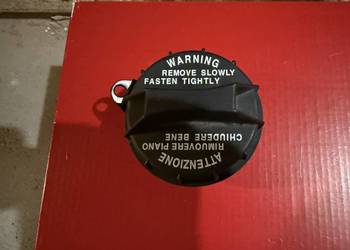 WARNING
REMOVE SLOWLY
FASTEN TIGHTLY
ATTENZIONE
RIMUOVERE PIANO
CHIUDERE BENE